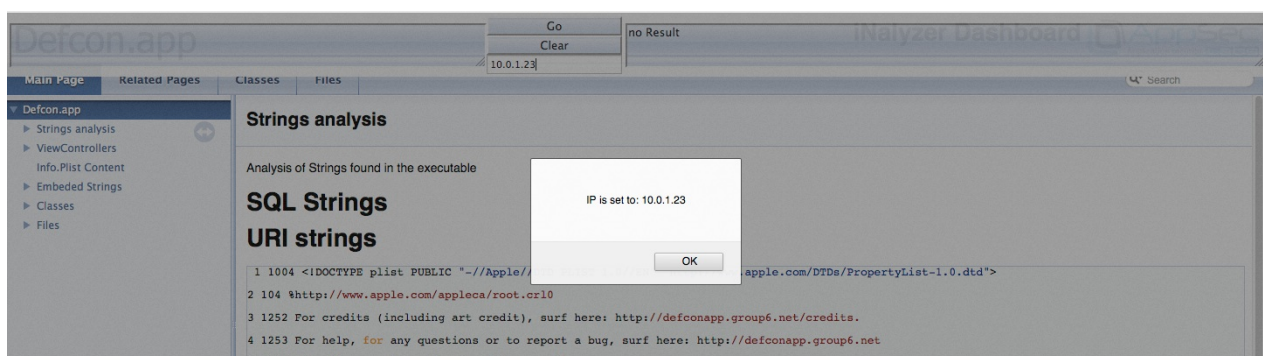 Defcon.app
Go
Clear
10.0.1.23
no Result
iNalyzer Dashboard
AppSec
Main Page
Related Pages
Classes
Files
Search
Defcon.app
Strings analysis
ViewControllers
Info.Plist Content
Embeded Strings
Classes
Files
Strings analysis
Analysis of Strings found in the executable
SQL Strings
URI strings
IP is set to: 10.0.1.23
OK
1 1004 <!DOCTYPE plist PUBLIC "-//Apple// .apple.com/DTDs/PropertyList-1.0.dtd">
2 104 %http://www.apple.com/appleca/root.crl0
3 1252 For credits (including art credit), surf here: http://defconapp.group6.net/credits.
4 1253 For help, for any questions or to report a bug, surf here: http://defconapp.group6.net